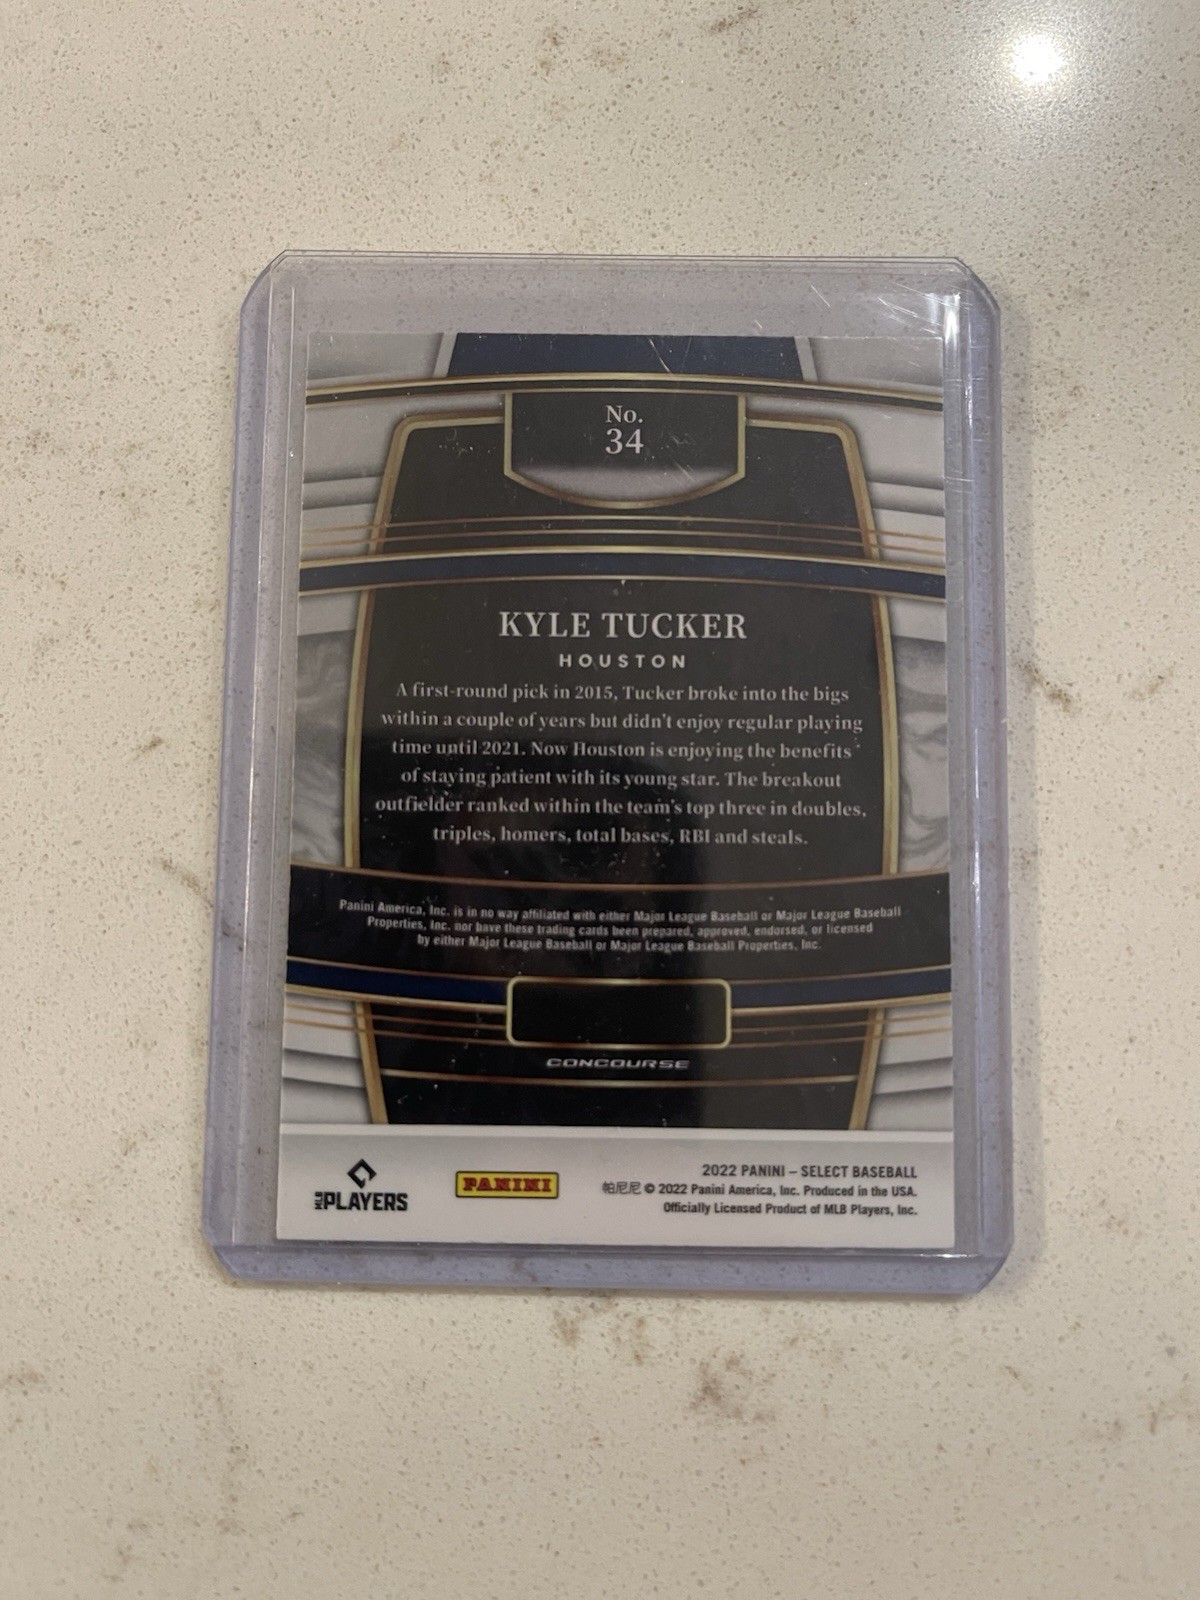 No.
34
KYLE TUCKER
HOUSTON
A first-round pick in 2015, Tucker broke into the bigs
within a couple of years but didn't enjoy regular playing
time until 2021. Now Houston is enjoying the benefits
of staying patient with its young star. The breakout
outfielder ranked within the team's top three in doubles,
triples, homers, total bases, RBI and steals.
Panini America, Inc. is in no way affiliated with either Major League Baseball or Major League Baseball
Properties, Inc. nor have these trading cards been prepared, approved, endorsed, or licensed
by either Major League Baseball or Major League Baseball Properties, Inc.
CONCOURSE
MLB PLAYERS
PANINI
2022 PANINI – SELECT BASEBALL
帕尼尼 © 2022 Panini America, Inc. Produced in the USA.
Officially Licensed Product of MLB Players, Inc.